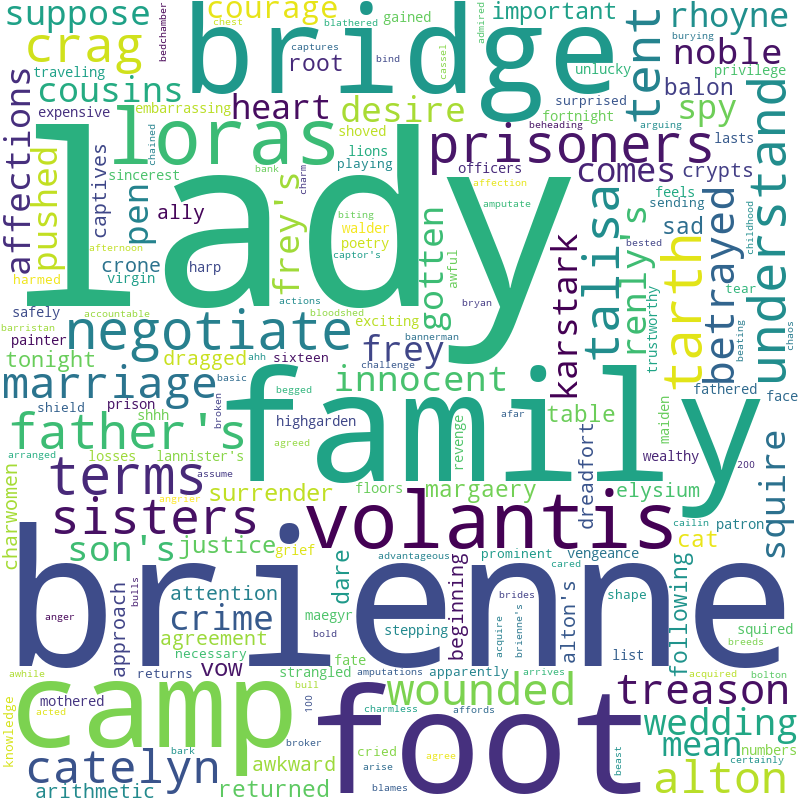 suppose
bedchamber
bridge
courage
chest
blathered
gained
admired
important
rhoyne
burying
crag
captures
bind
cassel
root
tent
noble
traveling
cousins
embarrassing
heart
desire
unlucky
privilege
expensive
surprised
balon
spy
fortnight
lady
loras
chained
shoved
lions
prisoners
arguing
affections
pushed
captives
sincerest
bank
charm
playing
officers
comes
lasts
crypts
understand
pen
ally
frey's
biting
walder
poetry
affection
amputate
talisa
feels
sending
childhood
crone
virgin
afternoon
harp
captor's
gotten
awful
bested
renly's
sad
tarth
betrayed
harmed
safely
accountable
actions
bloodshed
exciting
bryan
karstark
trustworthy
tear
chaos
barristan
painter
negotiate
bannerman
beating
tonight
dragged
ahh
sixteen
frey
challenge
fathered
face
marriage
basic
begged
afar
innocent
family
maiden
shield
prison
shhh
broken
highgarden
table
arranged
father's
agreed
revenge
losses
lannister's
wealthy
200
terms
angrier
assume
surrender
floors
margaery
dreadfort
elysium
cailin
patron
squire
charwomen
sisters
volantis
son's
justice
grief
dare
advantageous
prominent
vengeance
cat
brienne
approach
attention
cared
brides
alton's
shape
following
squired
anger
bulls
crime
maegyr
bold
stepping
beginning
acquire
brienne's
agreement
necessary
fate
list
breeds
awhile
returns
vow
strangled
amputations
apparently
arrives
acquired
bolton
mothered
camp
bull
100
wounded
foot
treason
knowledge
acted
charmless
affords
wedding
catelyn
bark
broker
cried
arise
agree
beast
mean
numbers
certainly
arithmetic
awkward
returned
blames
alton